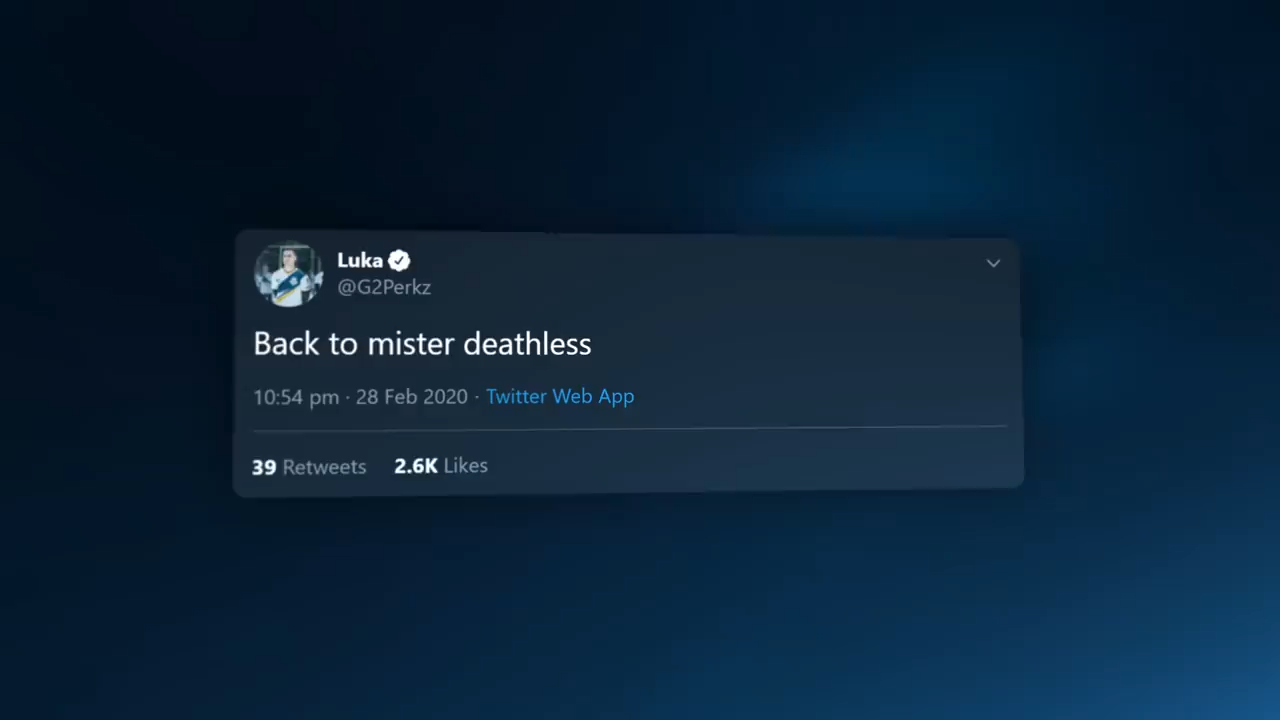 Luka
@G2Perkz
Back to mister deathless
10:54 pm · 28 Feb 2020 · Twitter Web App
39 Retweets 2.6K Likes